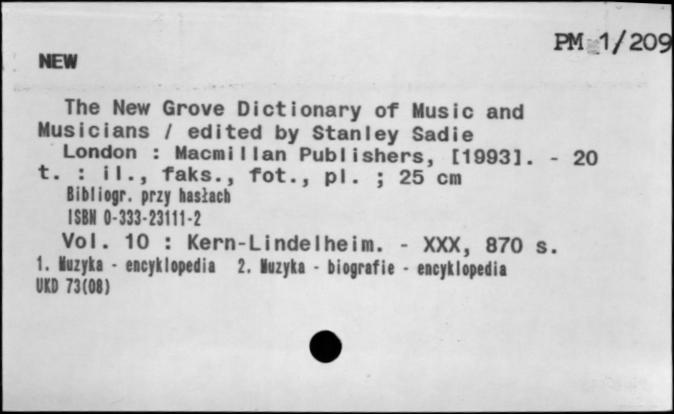 PM 1/209
NEW
The New Grove Dictionary of Music and
Musicians / edited by Stanley Sadie
London : Macmillan Publishers, [1993]. - 20
t. : il., faks., fot., pl. ; 25 cm
Bibliogr. przy hasłach
ISBN 0-333-23111-2
Vol. 10 : Kern-Lindelheim. - XXX, 870 s.
1. Muzyka - encyklopedia 2. Muzyka - biografie - encyklopedia
UKD 73(08)